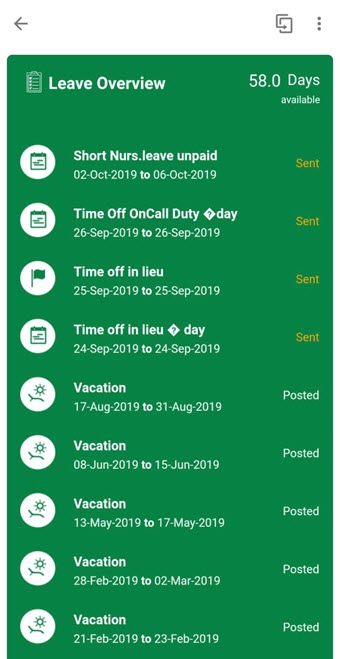 Leave Overview
58.0 Days
available
Short Nurs.leave unpaid
02-Oct-2019 to 06-Oct-2019
Sent
Time Off OnCall Duty �day
26-Sep-2019 to 26-Sep-2019
Sent
Time off in lieu
25-Sep-2019 to 25-Sep-2019
Sent
Time off in lieu � day
24-Sep-2019 to 24-Sep-2019
Sent
Vacation
17-Aug-2019 to 31-Aug-2019
Posted
Vacation
08-Jun-2019 to 15-Jun-2019
Posted
Vacation
13-May-2019 to 17-May-2019
Posted
Vacation
28-Feb-2019 to 02-Mar-2019
Posted
Vacation
21-Feb-2019 to 23-Feb-2019
Posted